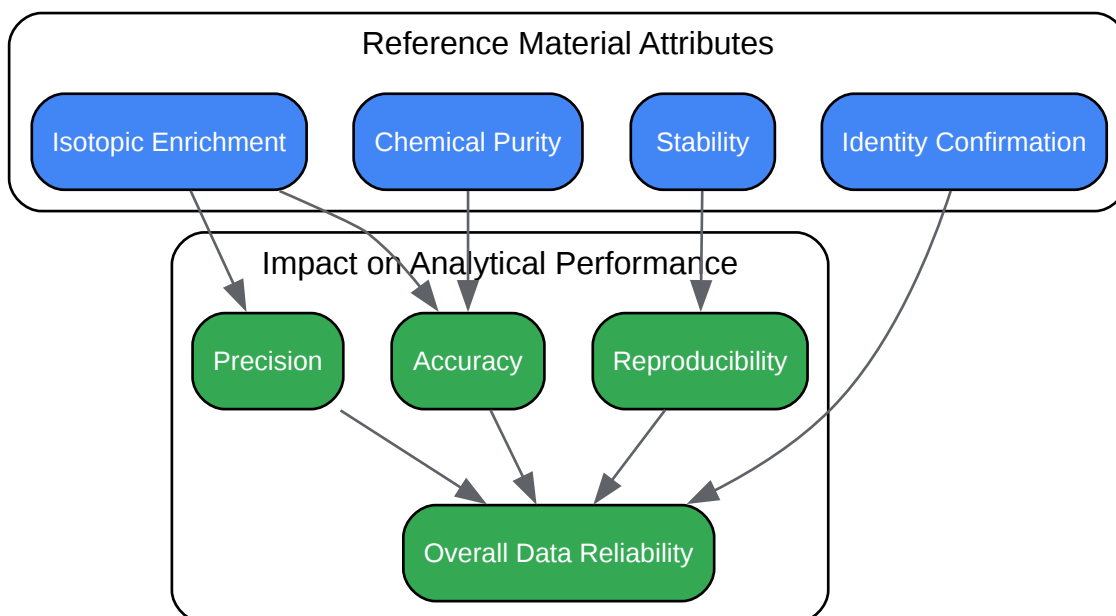 Reference Material Attributes
Isotopic Enrichment
Chemical Purity
Stability
Identity Confirmation
Impact on Analytical Performance
Precision
Accuracy
Reproducibility
Overall Data Reliability